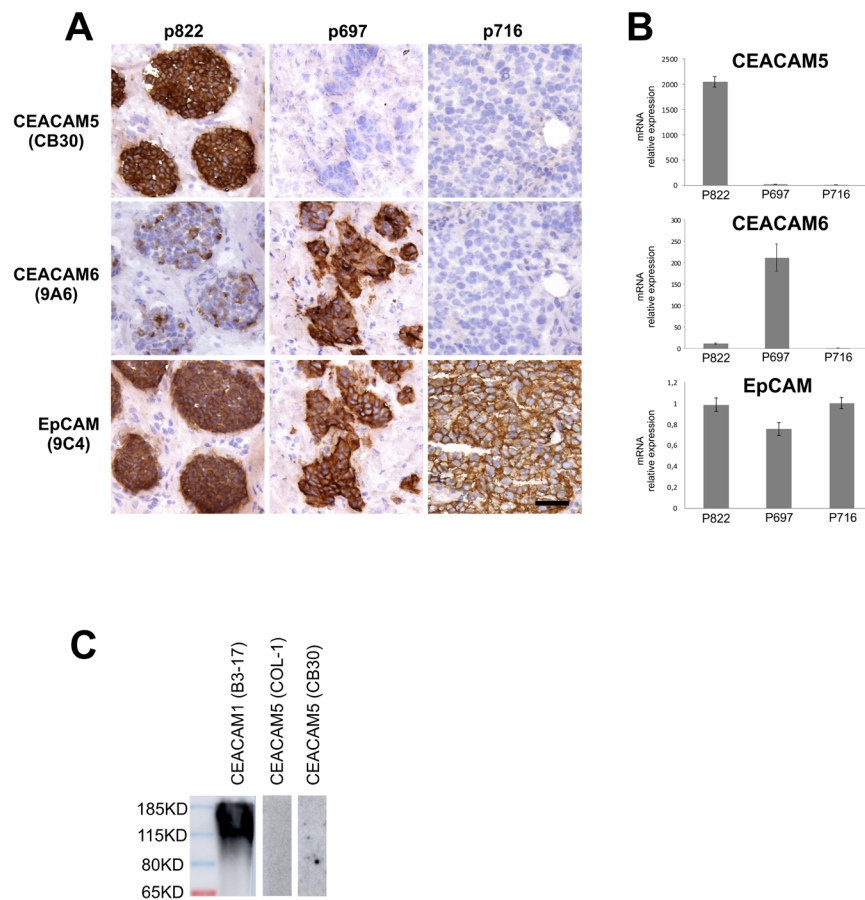 A
p822 p697 p716
CEACAM5
(CB30)
CEACAM6
(9A6)
EpCAM
(9C4)
B
CEACAM5
mRNA
relative expression
2500
2000
1500
1000
500
0
P822 P697 P716
CEACAM6
mRNA
relative expression
300
250
200
150
100
50
0
P822 P697 P716
EpCAM
mRNA
relative expression
1,2
1
0,8
0,6
0,4
0,2
0
P822 P697 P716
C
CEACAM1 (B3-17)
CEACAM5 (COL-1)
CEACAM5 (CB30)
185KD
115KD
80KD
65KD